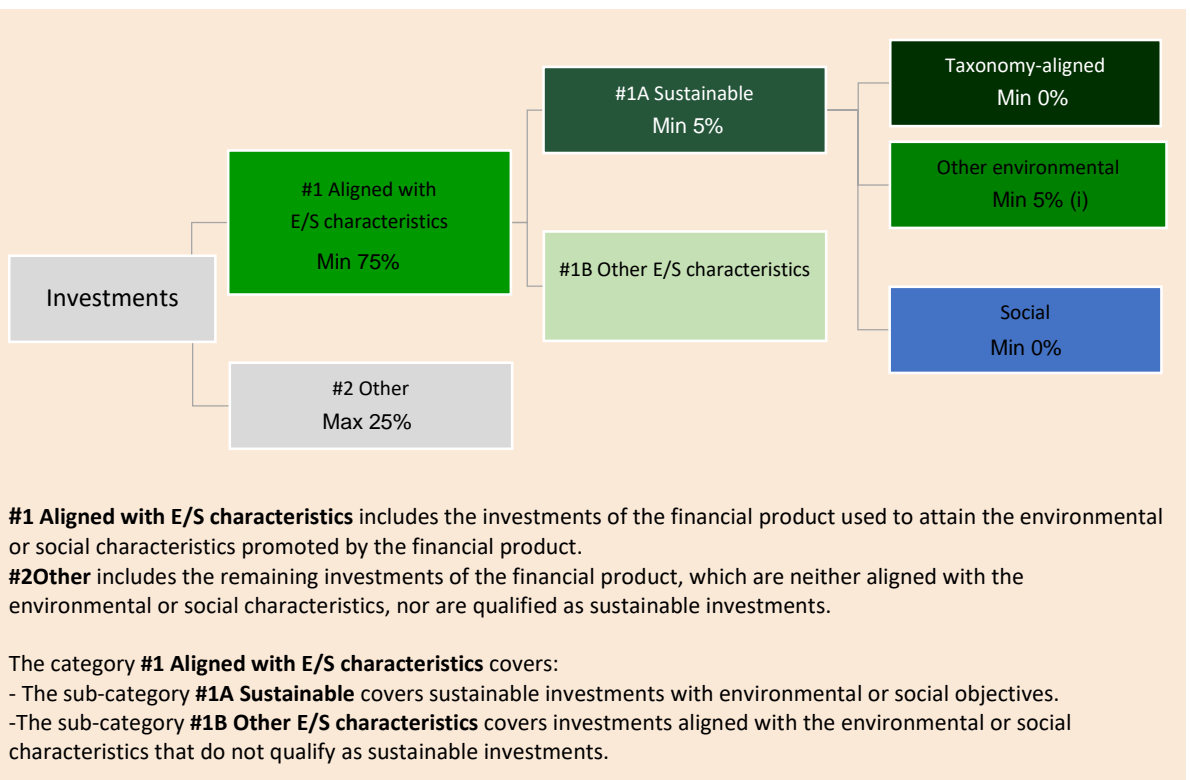 Investments
#1 Aligned with
E/S characteristics
Min 75%
#2 Other
Max 25%
#1A Sustainable
Min 5%
#1B Other E/S characteristics
Taxonomy-aligned
Min 0%
Other environmental
Min 5% (i)
Social
Min 0%
#1 Aligned with E/S characteristics includes the investments of the financial product used to attain the environmental
or social characteristics promoted by the financial product.
#2Other includes the remaining investments of the financial product, which are neither aligned with the
environmental or social characteristics, nor are qualified as sustainable investments.
The category #1 Aligned with E/S characteristics covers:
- The sub-category #1A Sustainable covers sustainable investments with environmental or social objectives.
-The sub-category #1B Other E/S characteristics covers investments aligned with the environmental or social
characteristics that do not qualify as sustainable investments.